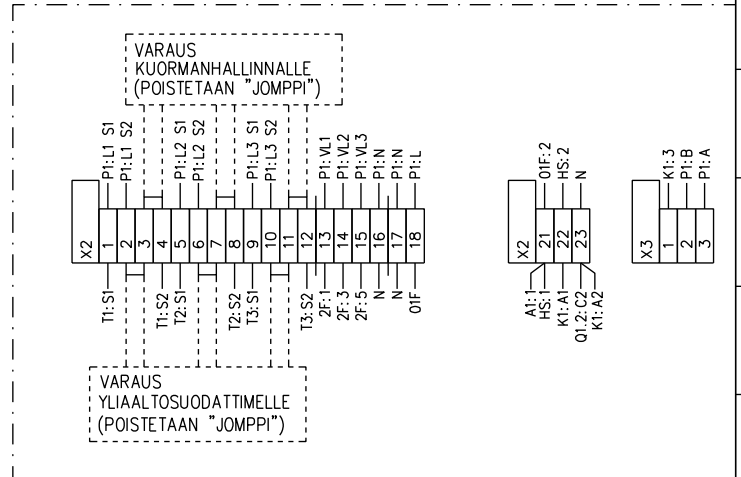 VARAUS
KUORMANHALLINNALLE
(POISTETAAN "JOMPPI")
P1:L1 S1
P1:L1 S2
P1:L2 S1
P1:L2 S2
P1:L3 S1
P1:L3 S2
P1:VL1
P1:VL2
P1:VL3
P1:N
P1:N
P1:L
X2
1
2
3
4
5
6
7
8
9
10
11
12
13
14
15
16
17
18
T1:S1
T1:S2
T2:S1
T2:S2
T3:S1
T3:S2
2F:1
2F:3
2F:5
N
N
01F
VARAUS
YLIAALTOSUODATTIMELLE
(POISTETAAN "JOMPPI")
01F:2
HS:2
N
X2
21
22
23
A1:1
HS:1
K1:A1
Q1.2:C2
K1:A2
K1:3
P1:B
P1:A
X3
1
2
3